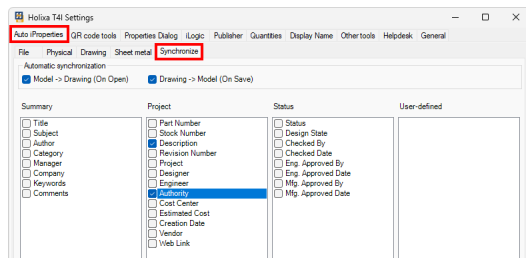 Holixa T4I Settings
Auto iProperties QR code tools Properties Dialog iLogic Publisher Quantities Display Name Other tools Helpdesk General
File Physical Drawing Sheet metal Synchronize
Automatic synchronization
Model -> Drawing (On Open) Drawing -> Model (On Save)
Summary Project Status User-defined
Title Part Number Status
Subject Stock Number Design State
Author Description Checked By
Category Revision Number Checked Date
Manager Project Eng. Approved By
Company Designer Eng. Approved Date
Keywords Engineer Mfg. Approved By
Comments Authority Mfg. Approved Date
Cost Center
Estimated Cost
Creation Date
Vendor
Web Link